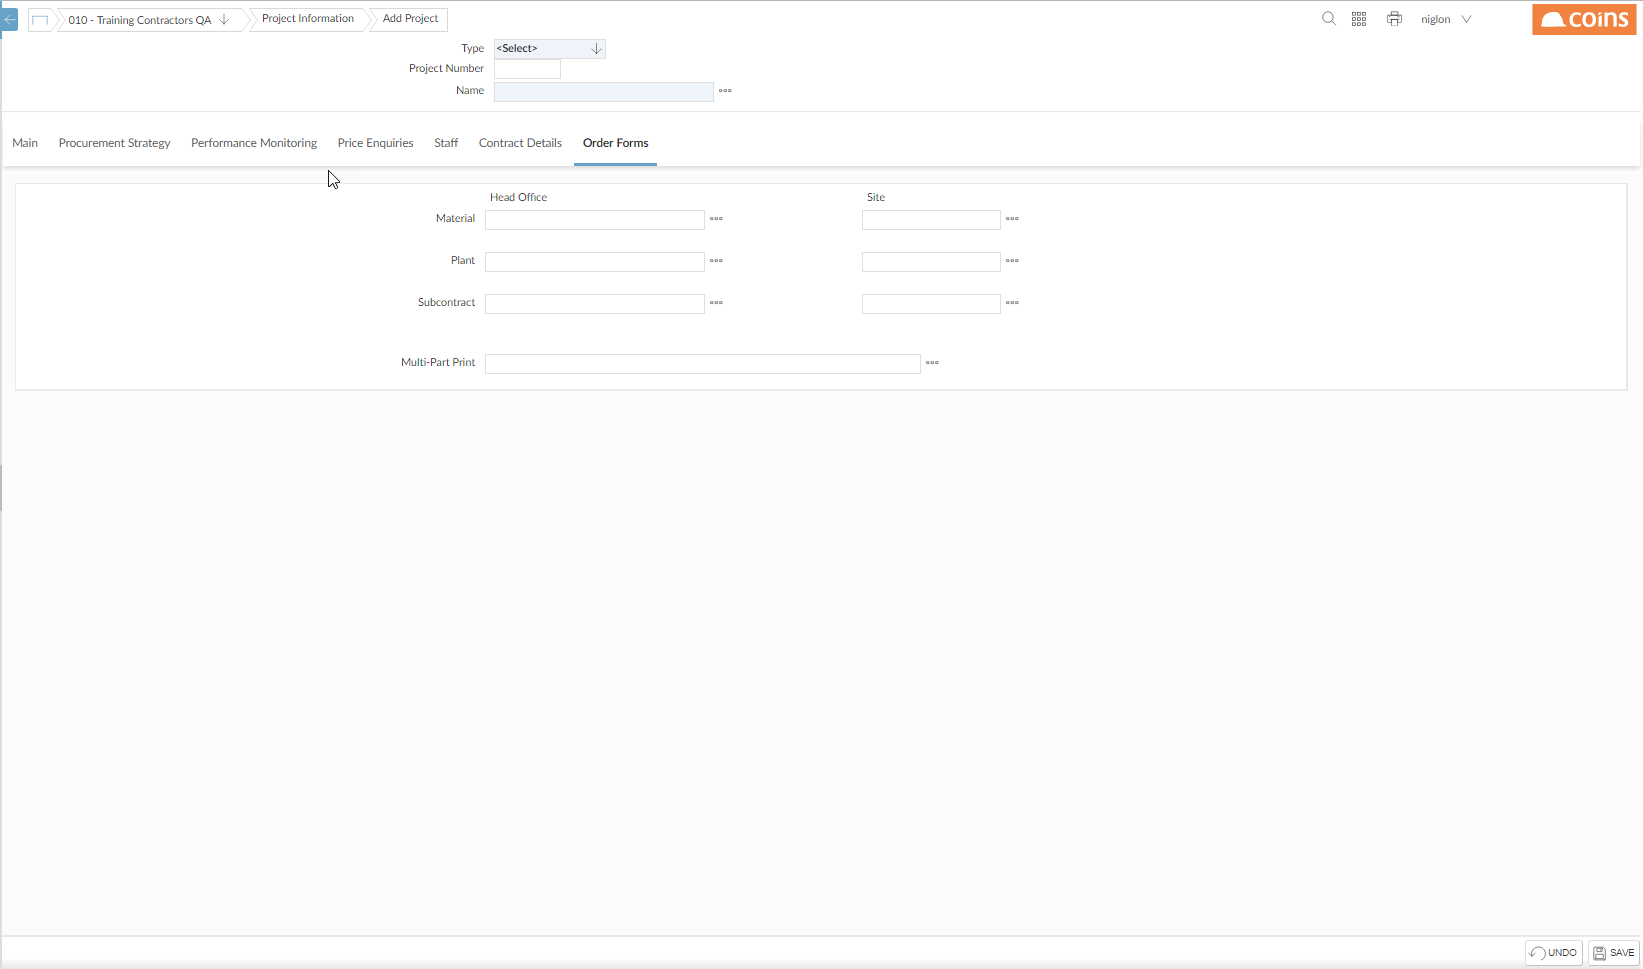 010 - Training Contractors QA
Project Information
Add Project
niglon
coins
Type <Select>
Project Number
Name
Main Procurement Strategy Performance Monitoring Price Enquiries Staff Contract Details Order Forms
Head Office Site
Material
Plant
Subcontract
Multi-Part Print
UNDO SAVE